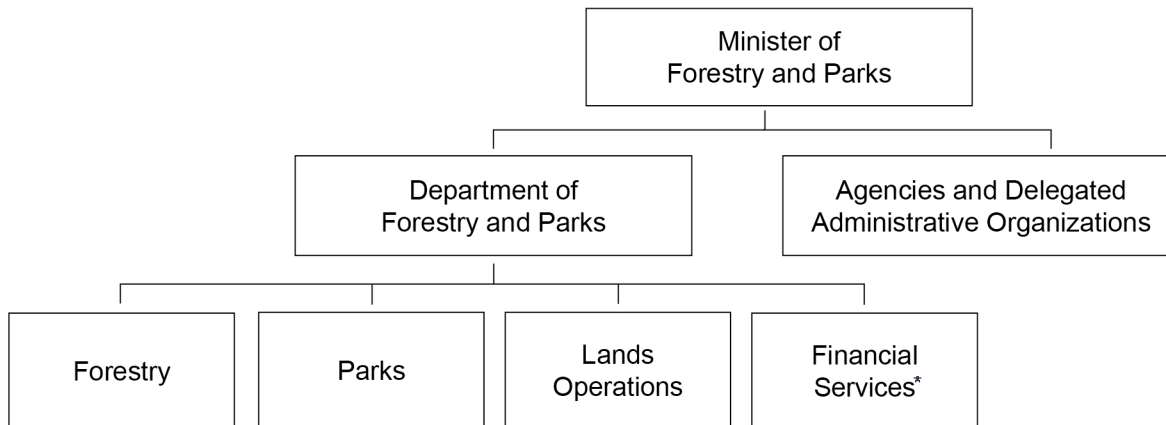 Minister of
Forestry and Parks
Department of
Forestry and Parks
Agencies and Delegated
Administrative Organizations
Forestry
Parks
Lands
Operations
Financial
Services*